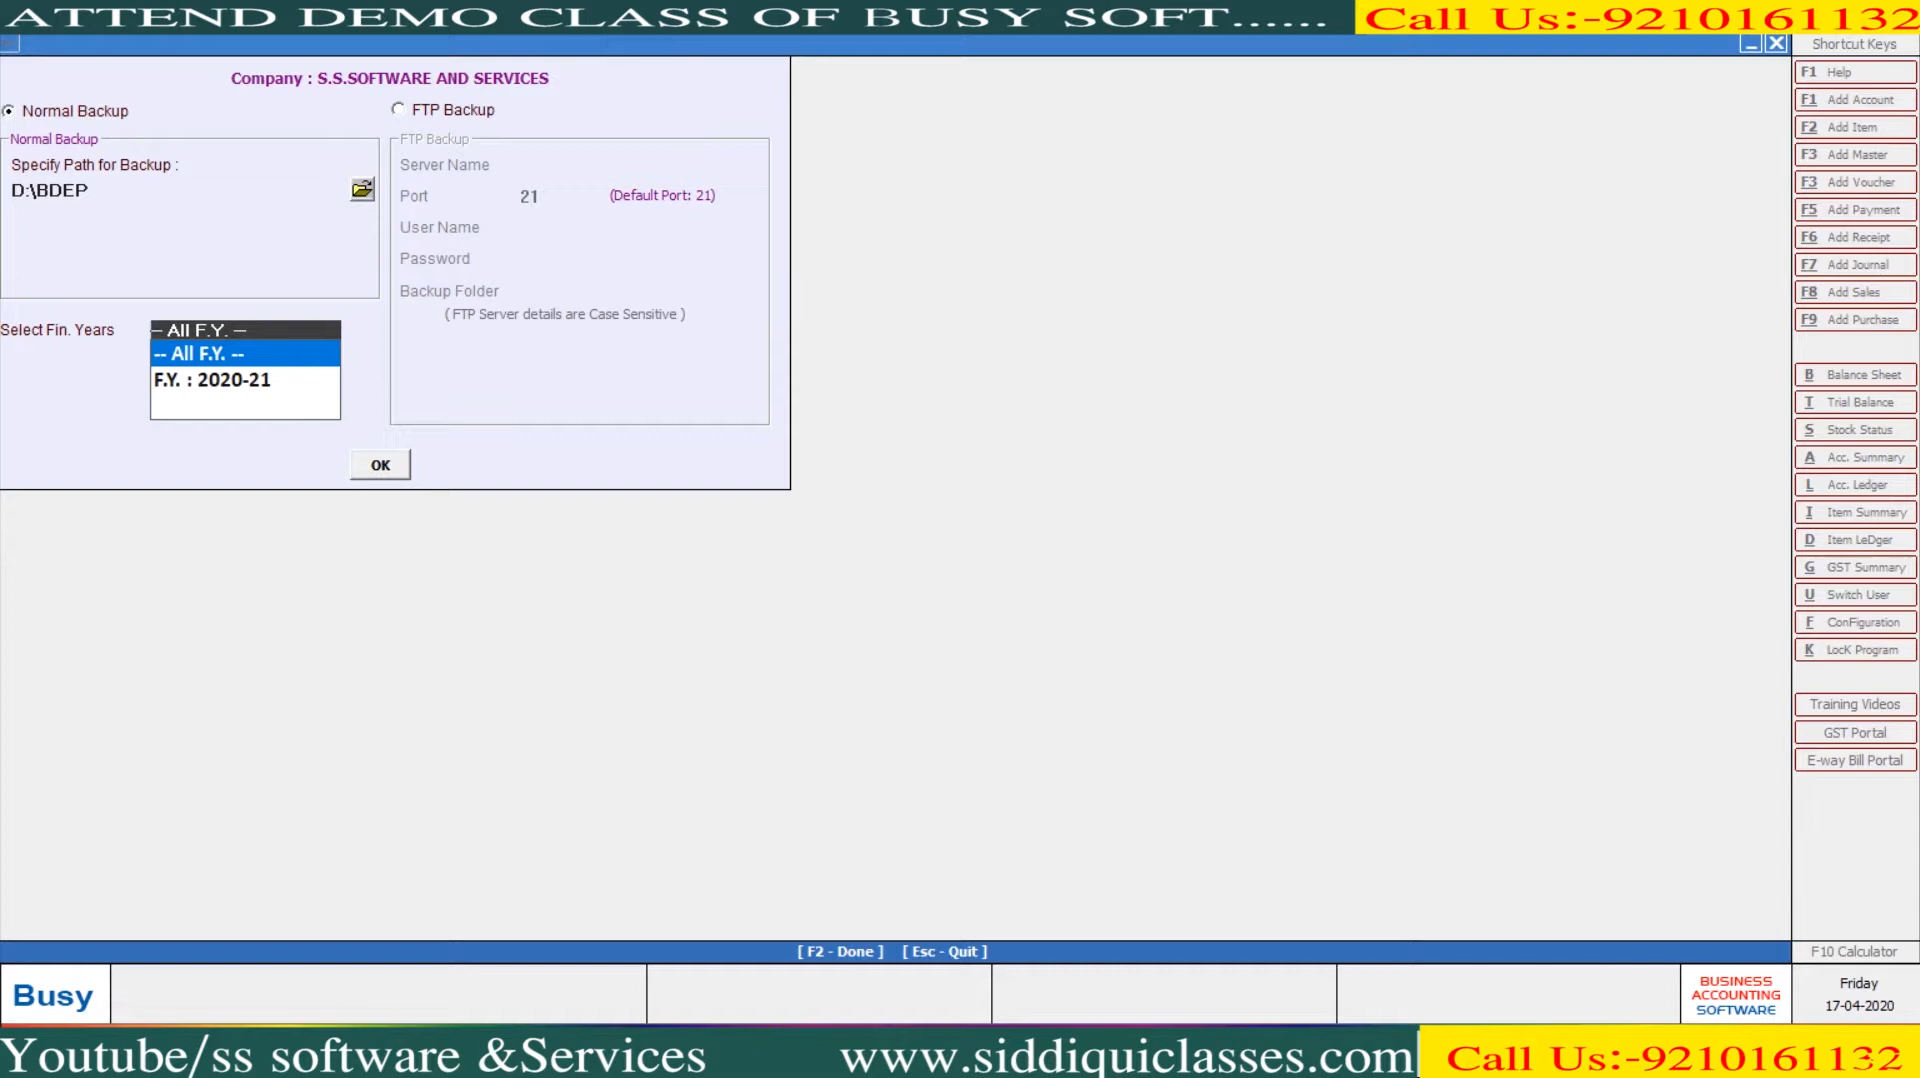 ATTEND DEMO CLASS OF BUSY SOFT......
Call Us:-9210161132
Company : S.S.SOFTWARE AND SERVICES
Normal Backup
FTP Backup
Normal Backup
Specify Path for Backup :
D:\BDEP
FTP Backup
Server Name
Port 21 (Default Port: 21)
User Name
Password
Backup Folder
( FTP Server details are Case Sensitive )
Select Fin. Years
-- All F.Y. --
-- All F.Y. --
F.Y. : 2020-21
OK
Shortcut Keys
F1 Help
F1 Add Account
F2 Add Item
F3 Add Master
F3 Add Voucher
F5 Add Payment
F6 Add Receipt
F7 Add Journal
F8 Add Sales
F9 Add Purchase
B Balance Sheet
T Trial Balance
S Stock Status
A Acc. Summary
L Acc. Ledger
I Item Summary
D Item LeDger
G GST Summary
U Switch User
F ConFiguration
K LocK Program
Training Videos
GST Portal
E-way Bill Portal
[ F2 - Done ] [ Esc - Quit ]
F10 Calculator
Busy
BUSINESS
ACCOUNTING
SOFTWARE
Friday
17-04-2020
Youtube/ss software &Services
www.siddiquiclasses.com
Call Us:-9210161132